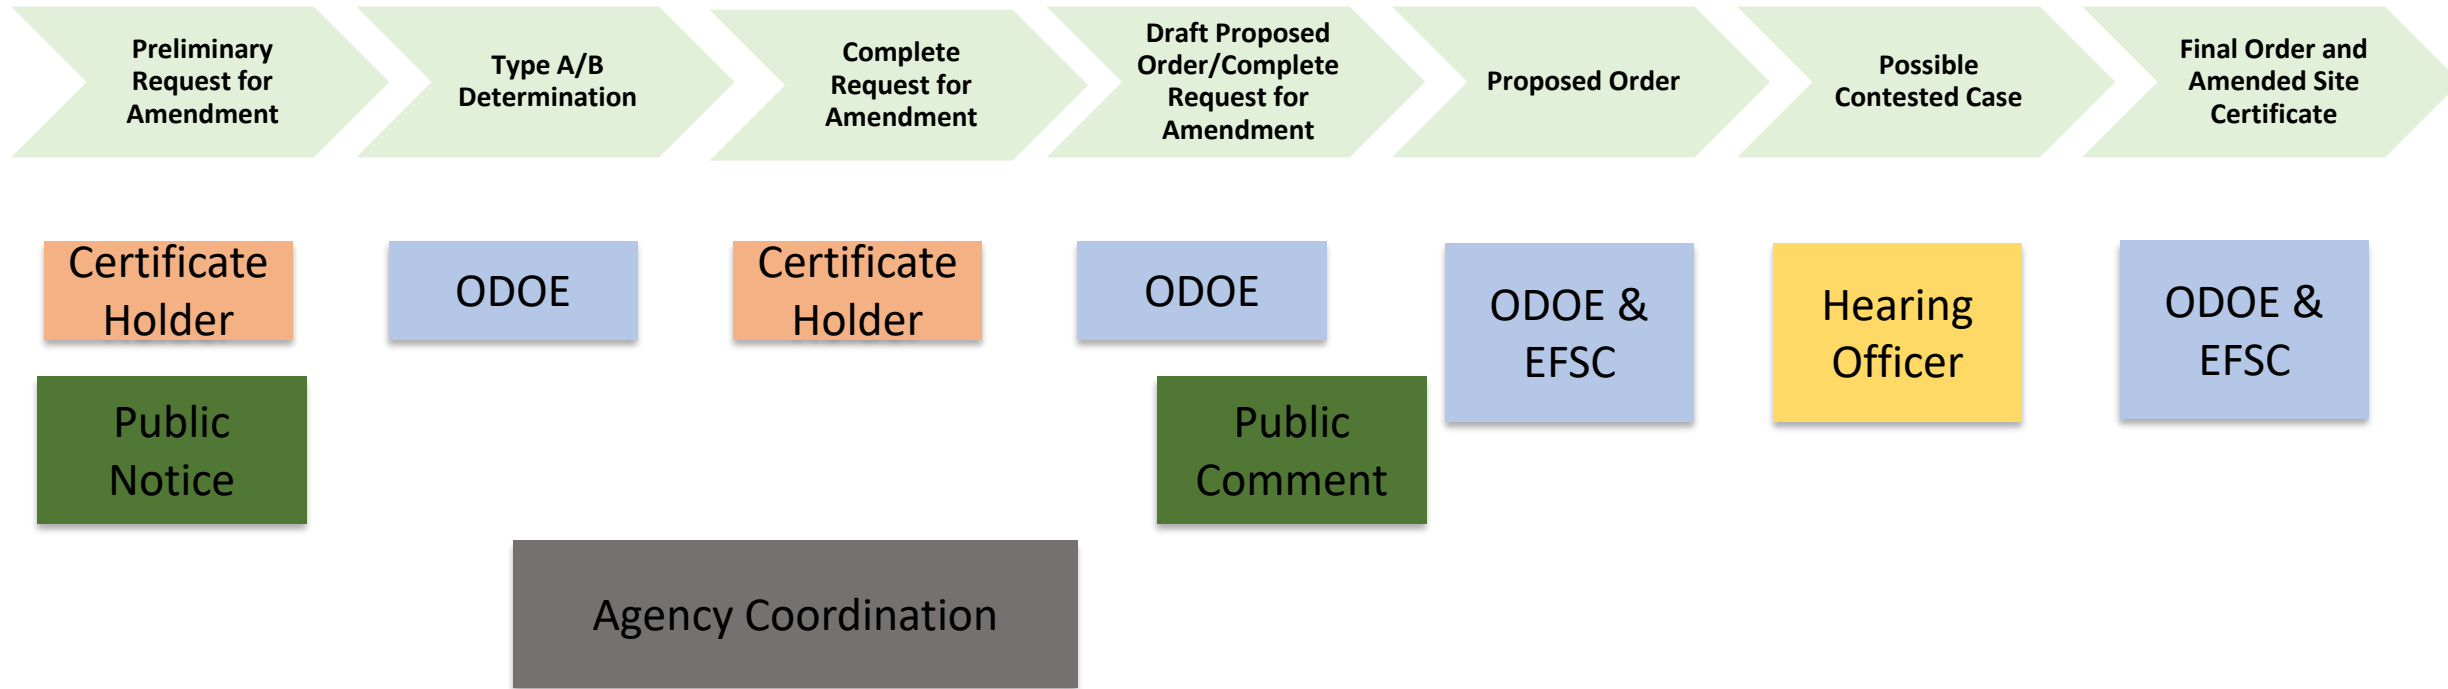 Preliminary
Request for
Amendment
Type A/B
Determination
Complete
Request for
Amendment
Draft Proposed
Order/Complete
Request for
Amendment
Proposed Order
Possible
Contested Case
Final Order and
Amended Site
Certificate
Certificate
Holder
ODOE
Certificate
Holder
ODOE
ODOE &
EFSC
Hearing
Officer
ODOE &
EFSC
Public
Notice
Public
Comment
Agency Coordination